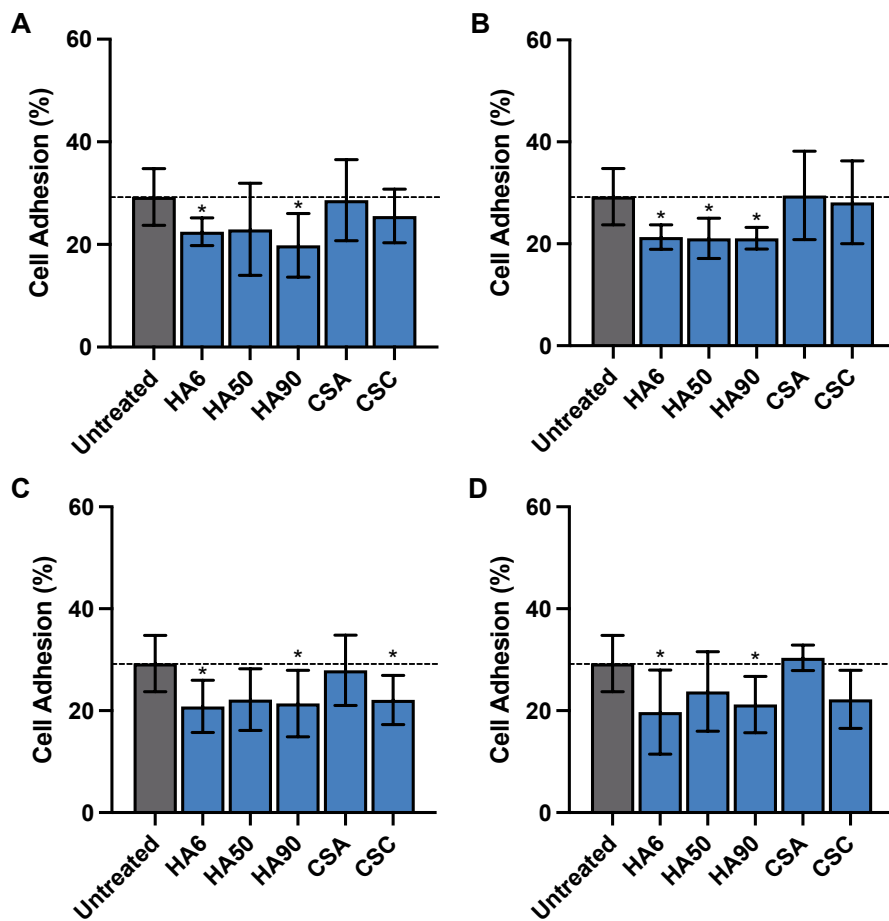 A
60
40
20
0
Cell Adhesion (%)
*
*
Untreated
HA6
HA50
HA90
CSA
CSC
B
60
40
20
0
Cell Adhesion (%)
*
*
*
Untreated
HA6
HA50
HA90
CSA
CSC
C
60
40
20
0
Cell Adhesion (%)
*
*
*
Untreated
HA6
HA50
HA90
CSA
CSC
D
60
40
20
0
Cell Adhesion (%)
*
*
Untreated
HA6
HA50
HA90
CSA
CSC